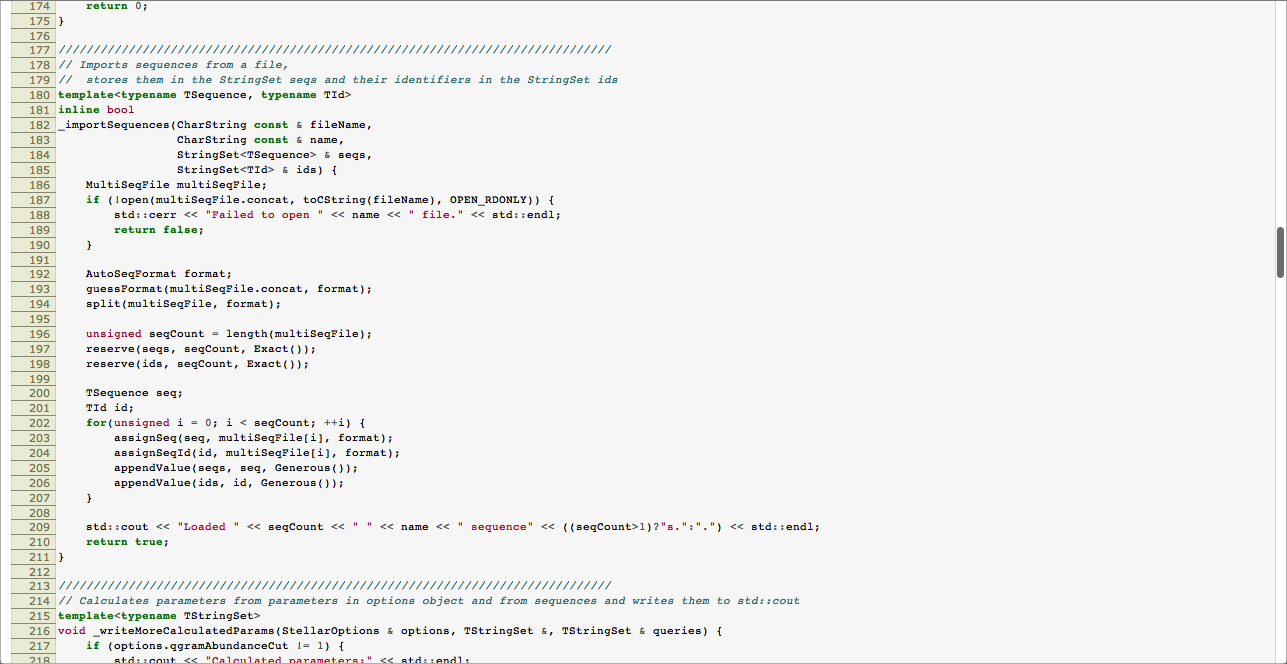 174         return 0;
175 }
176
177 ///////////////////////////////////////////////////////////////////////////////
178 // Imports sequences from a file,
179 //  stores them in the StringSet seqs and their identifiers in the StringSet ids
180 template<typename TSequence, typename TId>
181 inline bool
182 _importSequences(CharString const & fileName,
183                  CharString const & name,
184                  StringSet<TSequence> & seqs,
185                  StringSet<TId> & ids) {
186     MultiSeqFile multiSeqFile;
187     if (!open(multiSeqFile.concat, toCString(fileName), OPEN_RDONLY)) {
188         std::cerr << "Failed to open " << name << " file." << std::endl;
189         return false;
190     }
191
192     AutoSeqFormat format;
193     guessFormat(multiSeqFile.concat, format);
194     split(multiSeqFile, format);
195
196     unsigned seqCount = length(multiSeqFile);
197     reserve(seqs, seqCount, Exact());
198     reserve(ids, seqCount, Exact());
199
200     TSequence seq;
201     TId id;
202     for(unsigned i = 0; i < seqCount; ++i) {
203         assignSeq(seq, multiSeqFile[i], format);
204         assignSeqId(id, multiSeqFile[i], format);
205         appendValue(seqs, seq, Generous());
206         appendValue(ids, id, Generous());
207     }
208
209     std::cout << "Loaded " << seqCount << " " << name << " sequence" << ((seqCount>1)?"s.":".") << std::endl;
210     return true;
211 }
212
213 ///////////////////////////////////////////////////////////////////////////////
214 // Calculates parameters from parameters in options object and from sequences and writes them to std::cout
215 template<typename TStringSet>
216 void _writeMoreCalculatedParams(StellarOptions & options, TStringSet &, TStringSet & queries) {
217     if (options.qgramAbundanceCut != 1) {
218         std::cout << "Calculated parameters:" << std::endl;